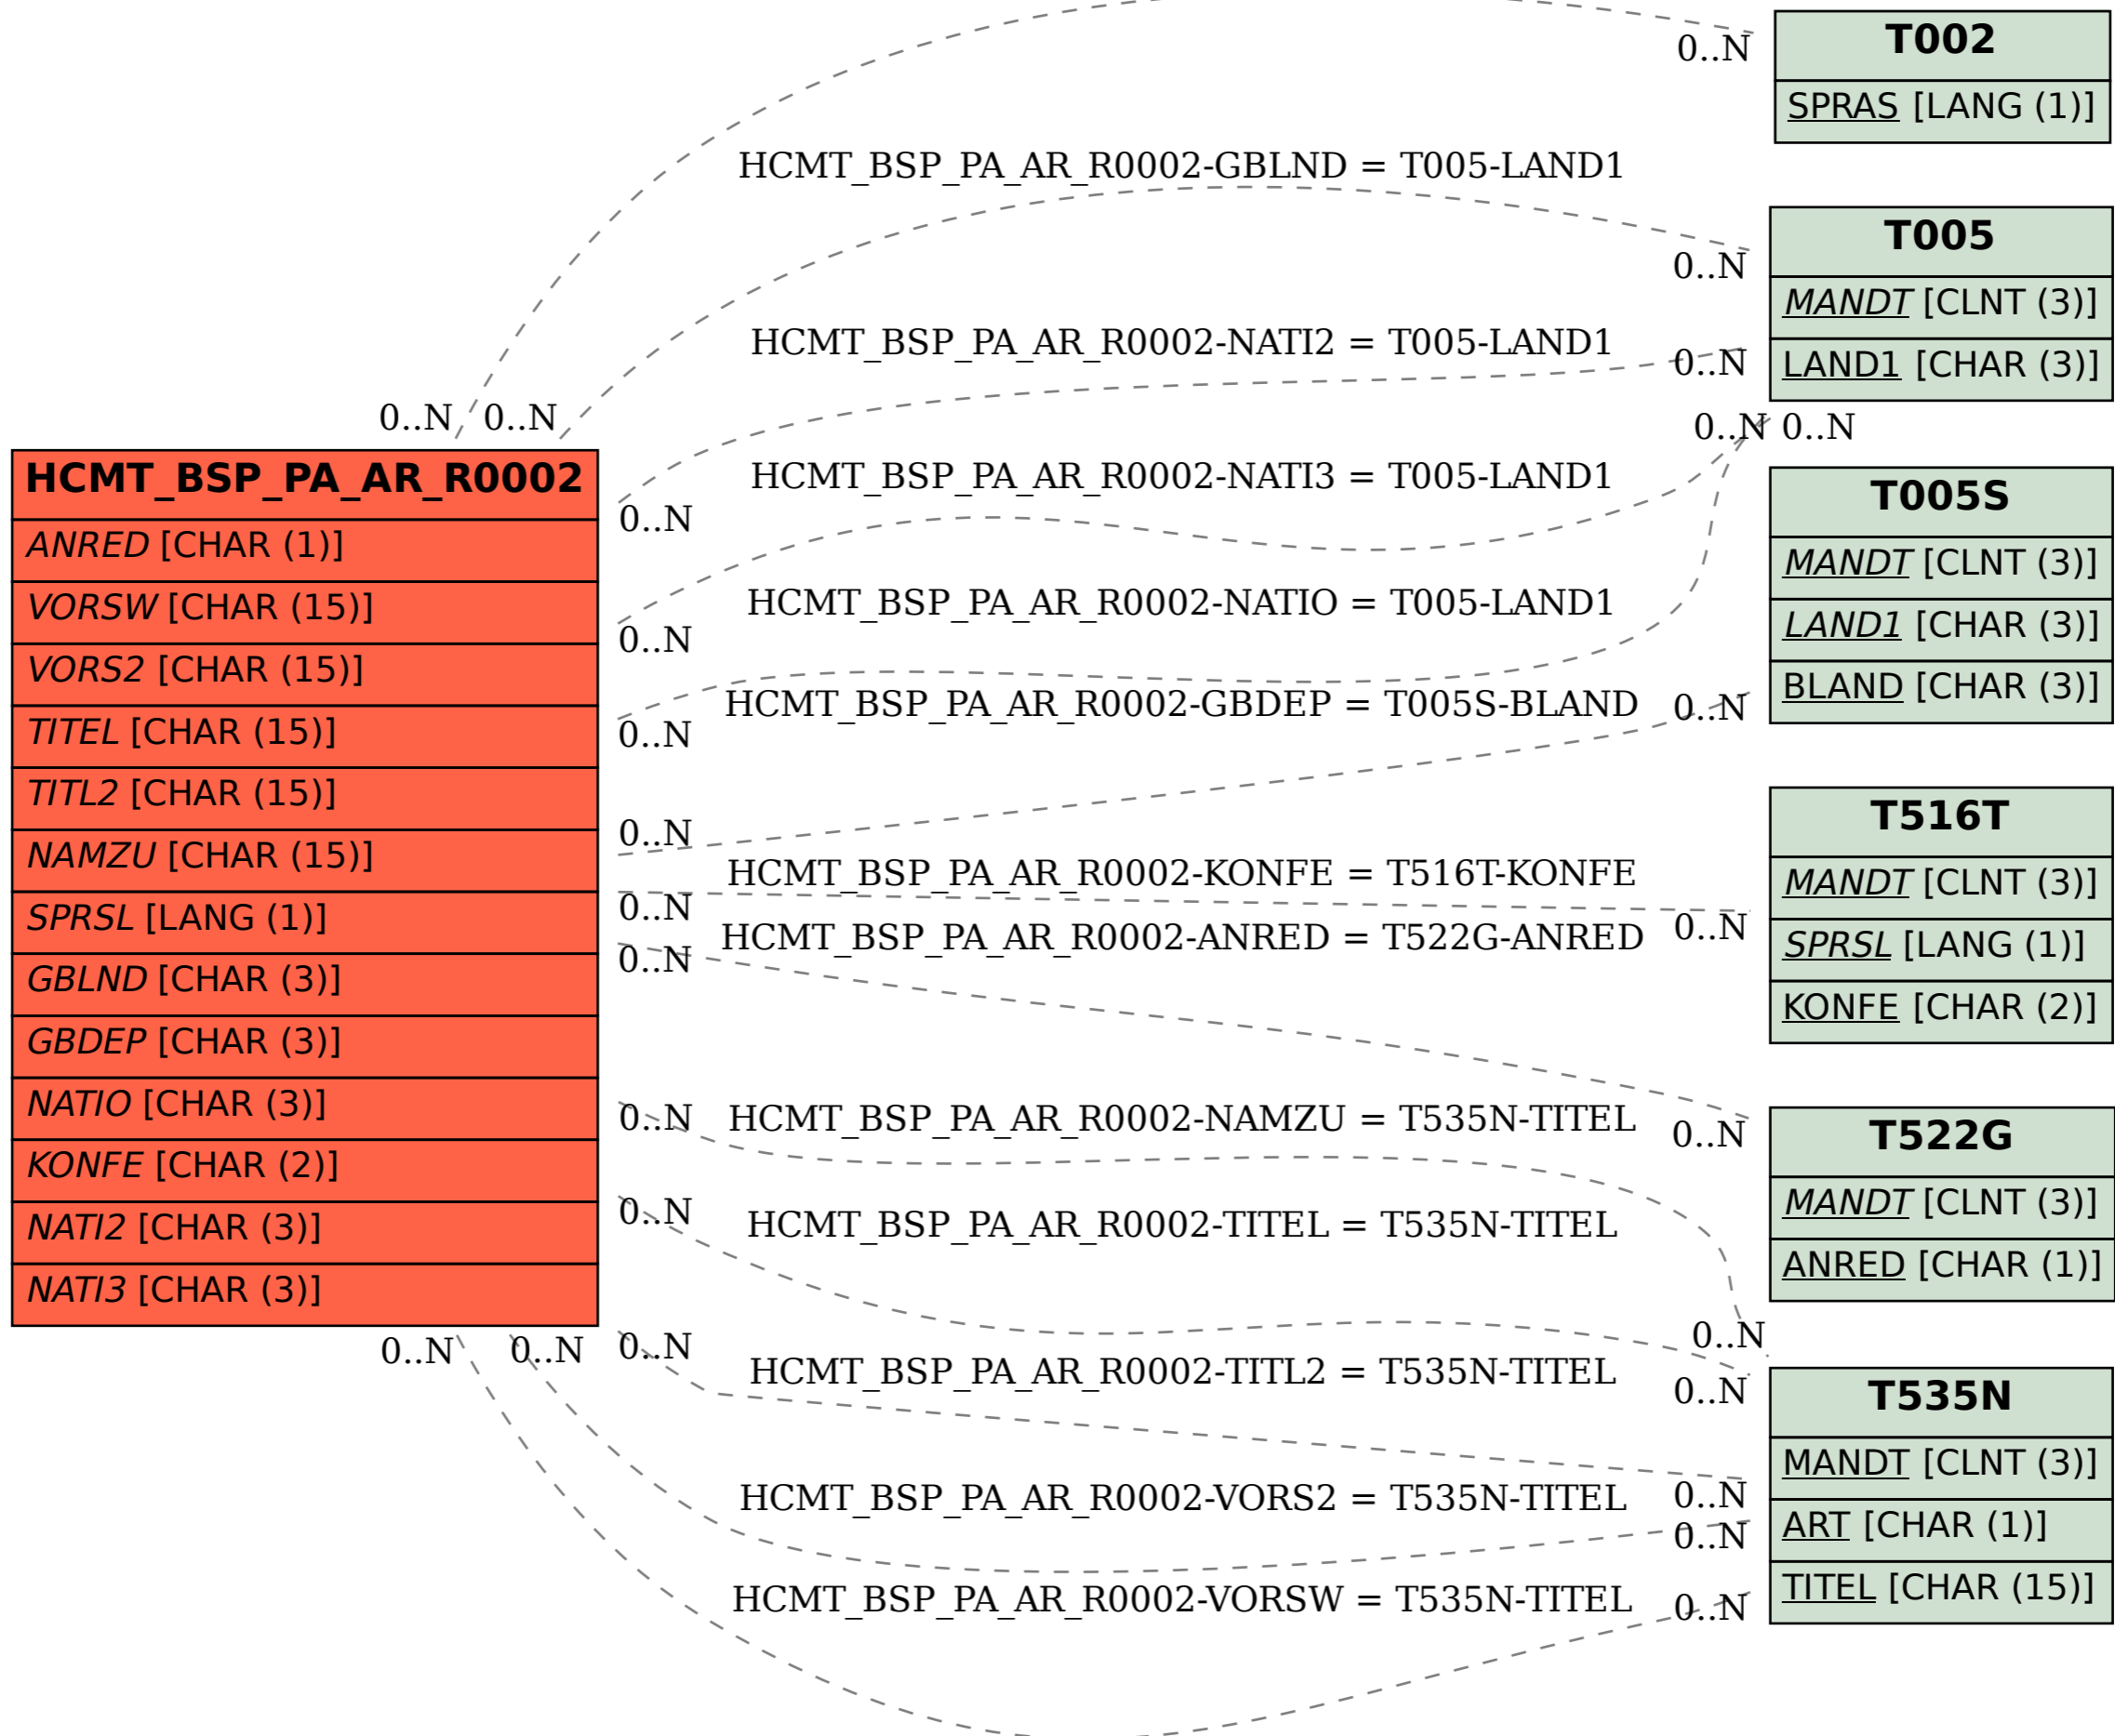 0..N
T002
SPRAS [LANG (1)]
HCMT_BSP_PA_AR_R0002-GBLND = T005-LAND1
0..N
T005
MANDT [CLNT (3)]
LAND1 [CHAR (3)]
HCMT_BSP_PA_AR_R0002-NATI2 = T005-LAND1
0..N
0..N 0..N
0..N 0..N
HCMT_BSP_PA_AR_R0002
ANRED [CHAR (1)]
VORSW [CHAR (15)]
VORS2 [CHAR (15)]
TITEL [CHAR (15)]
TITL2 [CHAR (15)]
NAMZU [CHAR (15)]
SPRSL [LANG (1)]
GBLND [CHAR (3)]
GBDEP [CHAR (3)]
NATIO [CHAR (3)]
KONFE [CHAR (2)]
NATI2 [CHAR (3)]
NATI3 [CHAR (3)]
HCMT_BSP_PA_AR_R0002-NATI3 = T005-LAND1
0..N
HCMT_BSP_PA_AR_R0002-NATIO = T005-LAND1
0..N
HCMT_BSP_PA_AR_R0002-GBDEP = T005S-BLAND
0..N
0..N
T005S
MANDT [CLNT (3)]
LAND1 [CHAR (3)]
BLAND [CHAR (3)]
0..N
HCMT_BSP_PA_AR_R0002-KONFE = T516T-KONFE
0..N
0..N
T516T
MANDT [CLNT (3)]
SPRSL [LANG (1)]
KONFE [CHAR (2)]
HCMT_BSP_PA_AR_R0002-ANRED = T522G-ANRED
0..N
0..N
T522G
MANDT [CLNT (3)]
ANRED [CHAR (1)]
0..N
HCMT_BSP_PA_AR_R0002-NAMZU = T535N-TITEL
0..N
HCMT_BSP_PA_AR_R0002-TITEL = T535N-TITEL
0..N
0..N
0..N 0..N 0..N
HCMT_BSP_PA_AR_R0002-TITL2 = T535N-TITEL
0..N
HCMT_BSP_PA_AR_R0002-VORS2 = T535N-TITEL
0..N
HCMT_BSP_PA_AR_R0002-VORSW = T535N-TITEL
0..N
T535N
MANDT [CLNT (3)]
ART [CHAR (1)]
TITEL [CHAR (15)]